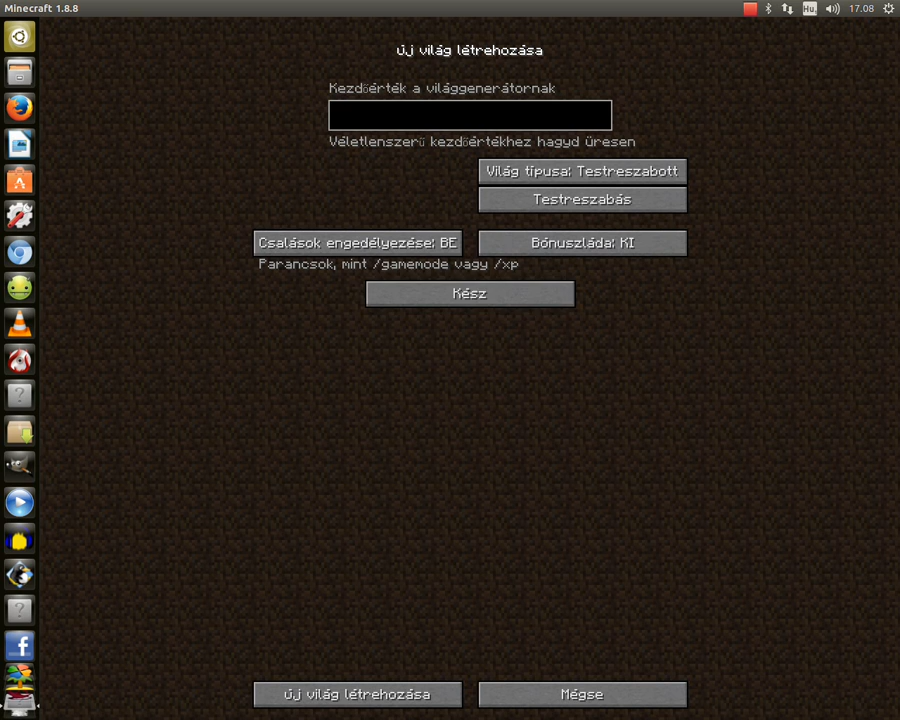 Minecraft 1.8.8
Hu,
17.08
Új világ létrehozása
Kezdőérték a világgenerátornak
Véletlenszerű kezdőértékhez hagyd üresen
Világ típusa: Testreszabott
Testreszabás
Csalások engedélyezése: BE
Bónuszláda: KI
Parancsok, mint /gamemode vagy /xp
Kész
Új világ létrehozása
Mégse